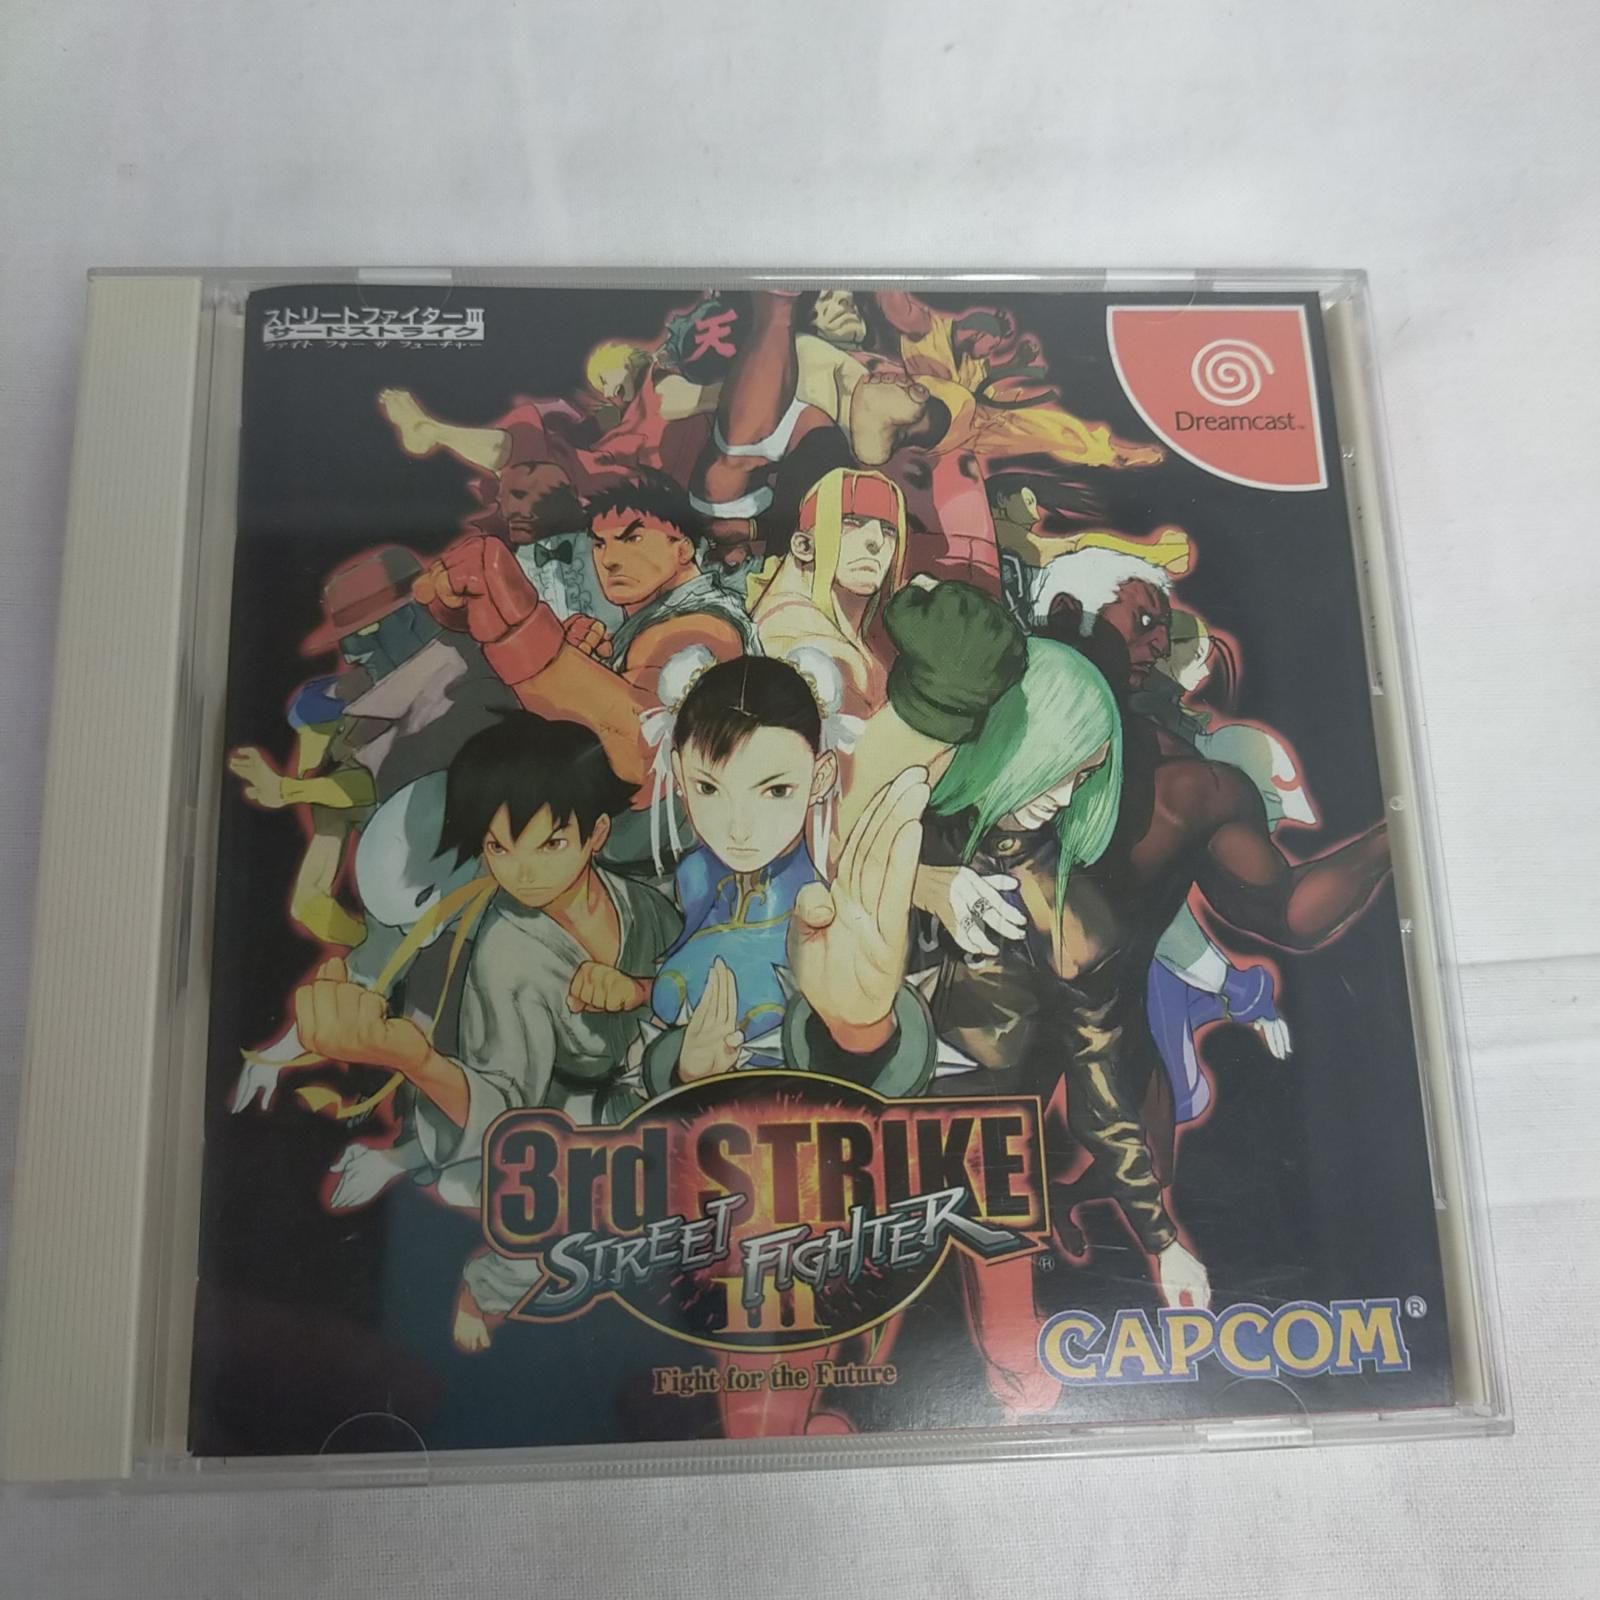 ストリートファイターIII
サードストライク
ファイト フォー ザ フューチャー
天
Dreamcast™
3rd STRIKE
STREET FIGHTER
III
®
Fight for the Future
CAPCOM®